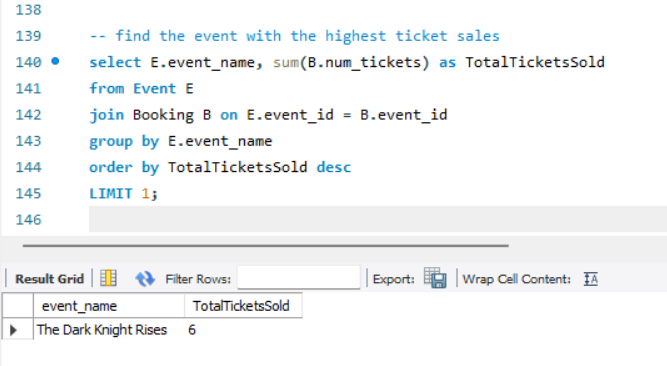 138
139 -- find the event with the highest ticket sales
140 select E.event_name, sum(B.num_tickets) as TotalTicketsSold
141 from Event E
142 join Booking B on E.event_id = B.event_id
143 group by E.event_name
144 order by TotalTicketsSold desc
145 LIMIT 1;
146
Result Grid Filter Rows: Export: Wrap Cell Content: IA
event_name TotalTicketsSold
The Dark Knight Rises 6